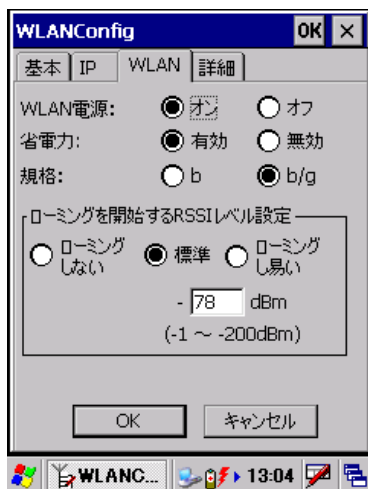 WLANConfig OK ×
基本 IP WLAN 詳細
WLAN電源: オン オフ
省電力: 有効 無効
規格: b b/g
ローミングを開始するRSSIレベル設定
ローミングしない 標準 ローミングし易い
- 78 dBm
(-1 ~ -200dBm)
OK キャンセル
WLANC... 13:04